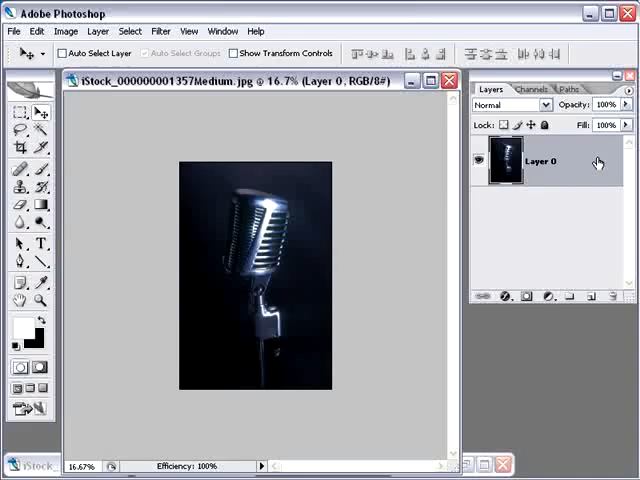 Adobe Photoshop
File Edit Image Layer Select Filter View Window Help
Auto Select Layer Auto Select Groups Show Transform Controls
iStock_000000001357Medium.jpg @ 16.7% (Layer 0, RGB/8#)
Layers Channels Paths
Normal Opacity: 100%
Lock: Fill: 100%
Layer 0
16.67% Efficiency: 100%
iStock_